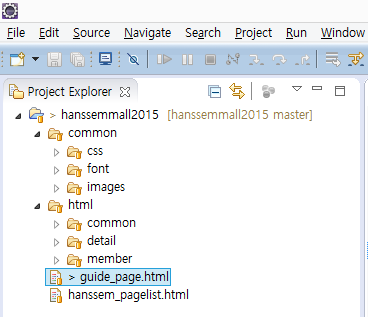 File Edit Source Navigate Search Project Run Window
Project Explorer
> hanssemmall2015 [hanssemmall2015 master]
common
css
font
images
html
common
detail
member
> guide_page.html
hanssem_pagelist.html